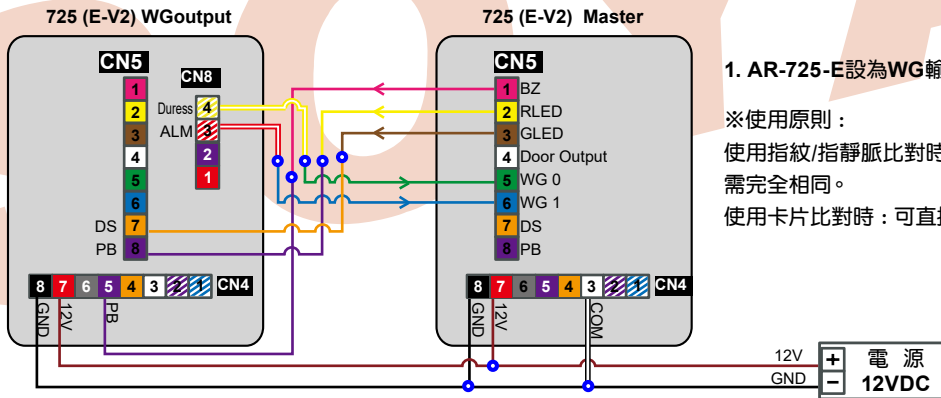 725 (E-V2) WGoutput
725 (E-V2) Master
CN5
1
2
3
4
5
6
DS 7
PB 8
CN8
Duress 4
ALM 3
2
1
8 7 6 5 4 3 2 1 CN4
GND
12V
PB
CN5
1 BZ
2 RLED
3 GLED
4 Door Output
5 WG 0
6 WG 1
7 DS
8 PB
8 7 6 5 4 3 2 1 CN4
GND
12V
COM
1. AR-725-E設為WG輸
※使用原則：
使用指紋/指靜脈比對時
需完全相同。
使用卡片比對時：可直接
12V + 電 源
GND − 12VDC